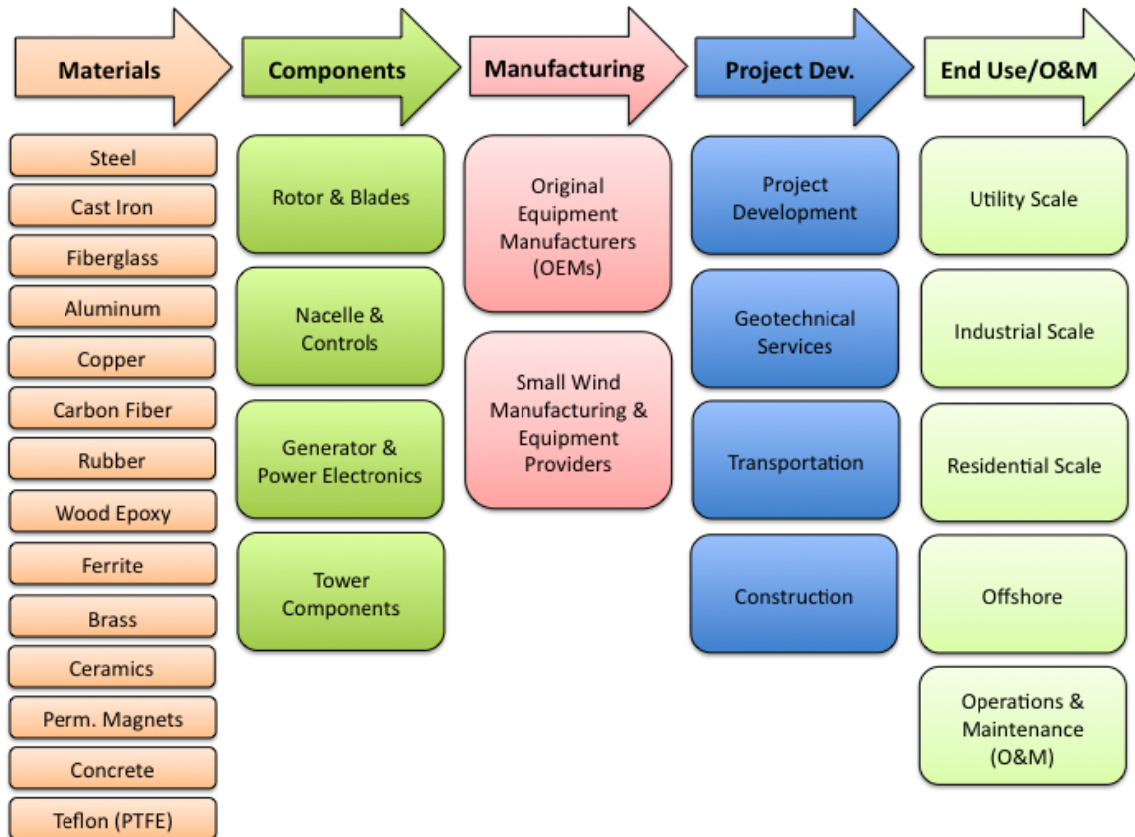 Materials
Components
Manufacturing
Project Dev.
End Use/O&M
Steel
Cast Iron
Fiberglass
Aluminum
Copper
Carbon Fiber
Rubber
Wood Epoxy
Ferrite
Brass
Ceramics
Perm. Magnets
Concrete
Teflon (PTFE)
Rotor & Blades
Nacelle &
Controls
Generator &
Power Electronics
Tower
Components
Original
Equipment
Manufacturers
(OEMs)
Small Wind
Manufacturing &
Equipment
Providers
Project
Development
Geotechnical
Services
Transportation
Construction
Utility Scale
Industrial Scale
Residential Scale
Offshore
Operations &
Maintenance
(O&M)